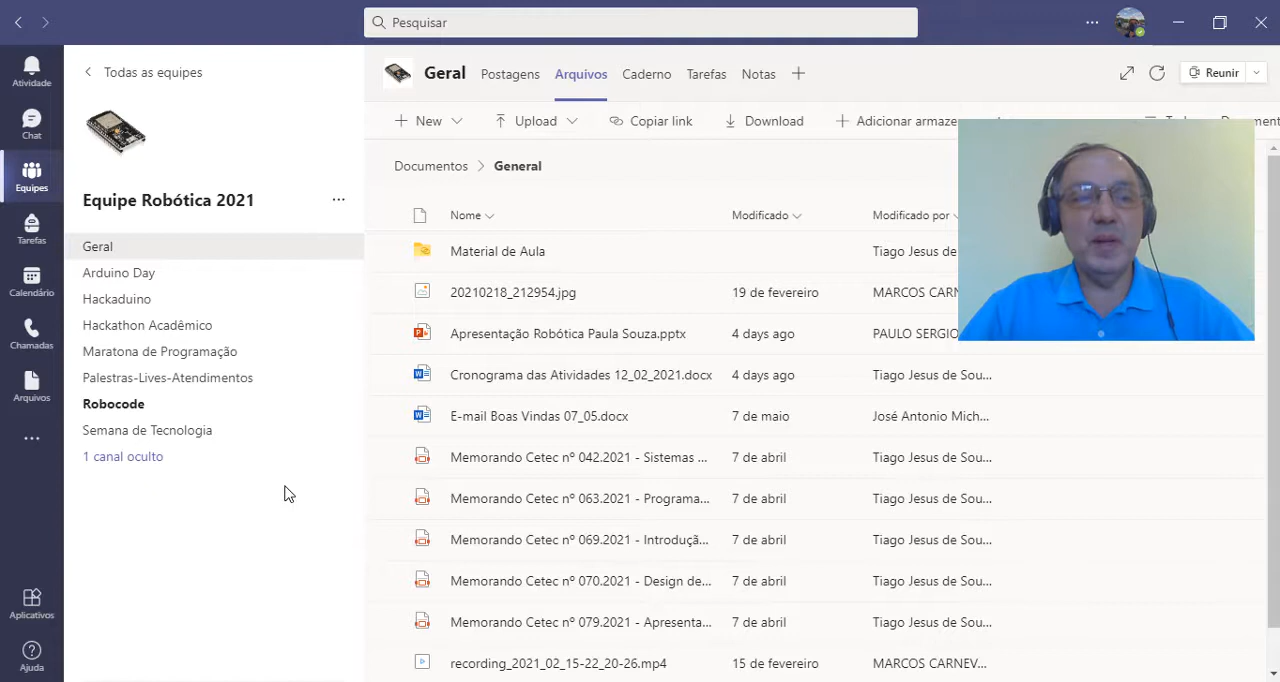 Pesquisar
Atividade
Chat
Equipes
Tarefas
Calendário
Chamadas
Arquivos
Aplicativos
Ajuda
Todas as equipes
Equipe Robótica 2021
Geral
Arduino Day
Hackaduino
Hackathon Acadêmico
Maratona de Programação
Palestras-Lives-Atendimentos
Robocode
Semana de Tecnologia
1 canal oculto
Geral Postagens Arquivos Caderno Tarefas Notas Reunir
New Upload Copiar link Download Adicionar armaze
Documentos > General
Nome Modificado Modificado por
Material de Aula Tiago Jesus de
20210218_212954.jpg 19 de fevereiro MARCOS CARN
Apresentação Robótica Paula Souza.pptx 4 days ago PAULO SERGIO
Cronograma das Atividades 12_02_2021.docx 4 days ago Tiago Jesus de Sou...
E-mail Boas Vindas 07_05.docx 7 de maio José Antonio Mich...
Memorando Cetec nº 042.2021 - Sistemas ... 7 de abril Tiago Jesus de Sou...
Memorando Cetec nº 063.2021 - Programa... 7 de abril Tiago Jesus de Sou...
Memorando Cetec nº 069.2021 - Introduçã... 7 de abril Tiago Jesus de Sou...
Memorando Cetec nº 070.2021 - Design de... 7 de abril Tiago Jesus de Sou...
Memorando Cetec nº 079.2021 - Apresenta... 7 de abril Tiago Jesus de Sou...
recording_2021_02_15-22_20-26.mp4 15 de fevereiro MARCOS CARNEV...